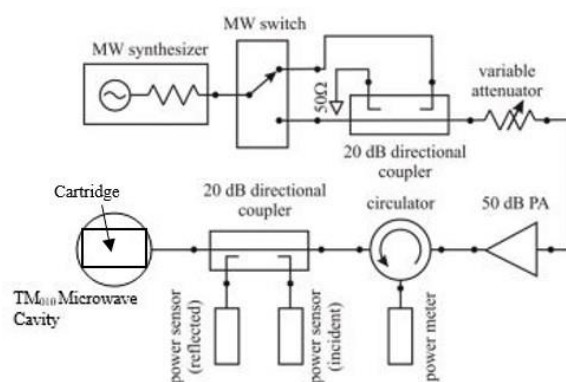 MW switch
MW synthesizer
variable
attenuator
50Ω
20 dB directional
coupler
Cartridge
20 dB directional
coupler
circulator
50 dB PA
TM₀₁₀ Microwave
Cavity
power sensor
(reflected)
power sensor
(incident)
power meter